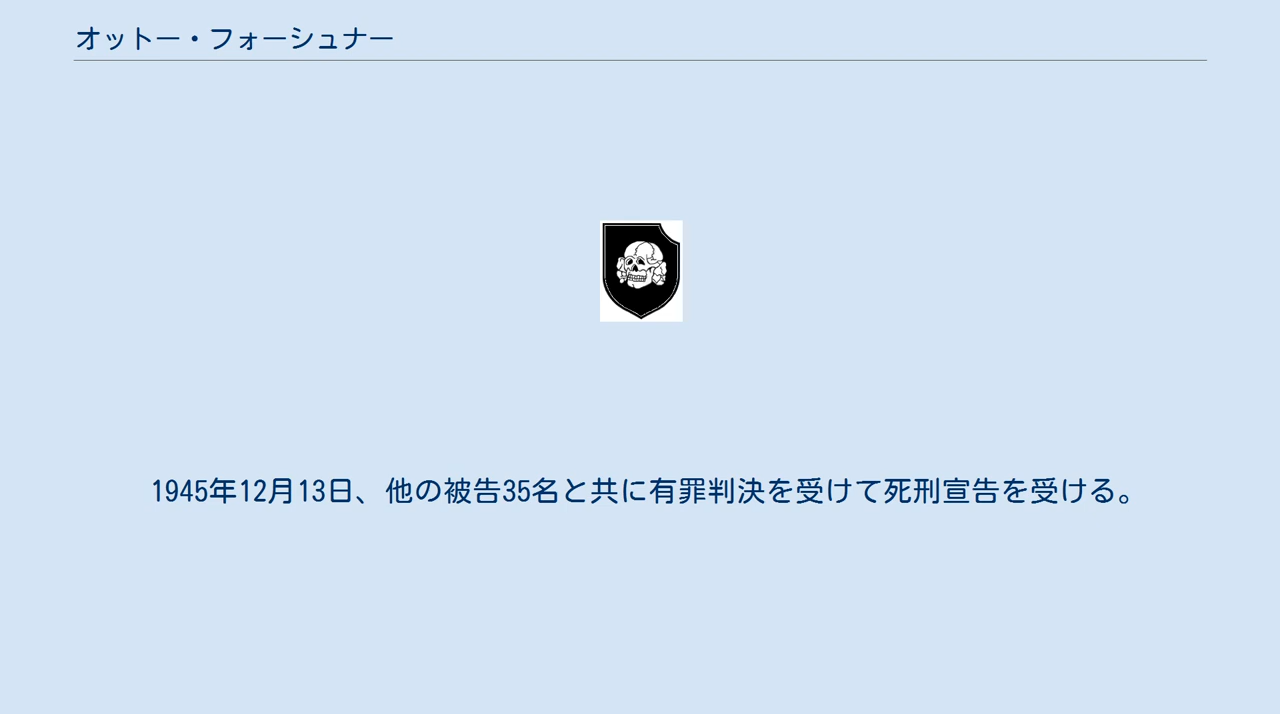 オットー・フォーシュナー
1945年12月13日、他の被告35名と共に有罪判決を受けて死刑宣告を受ける。